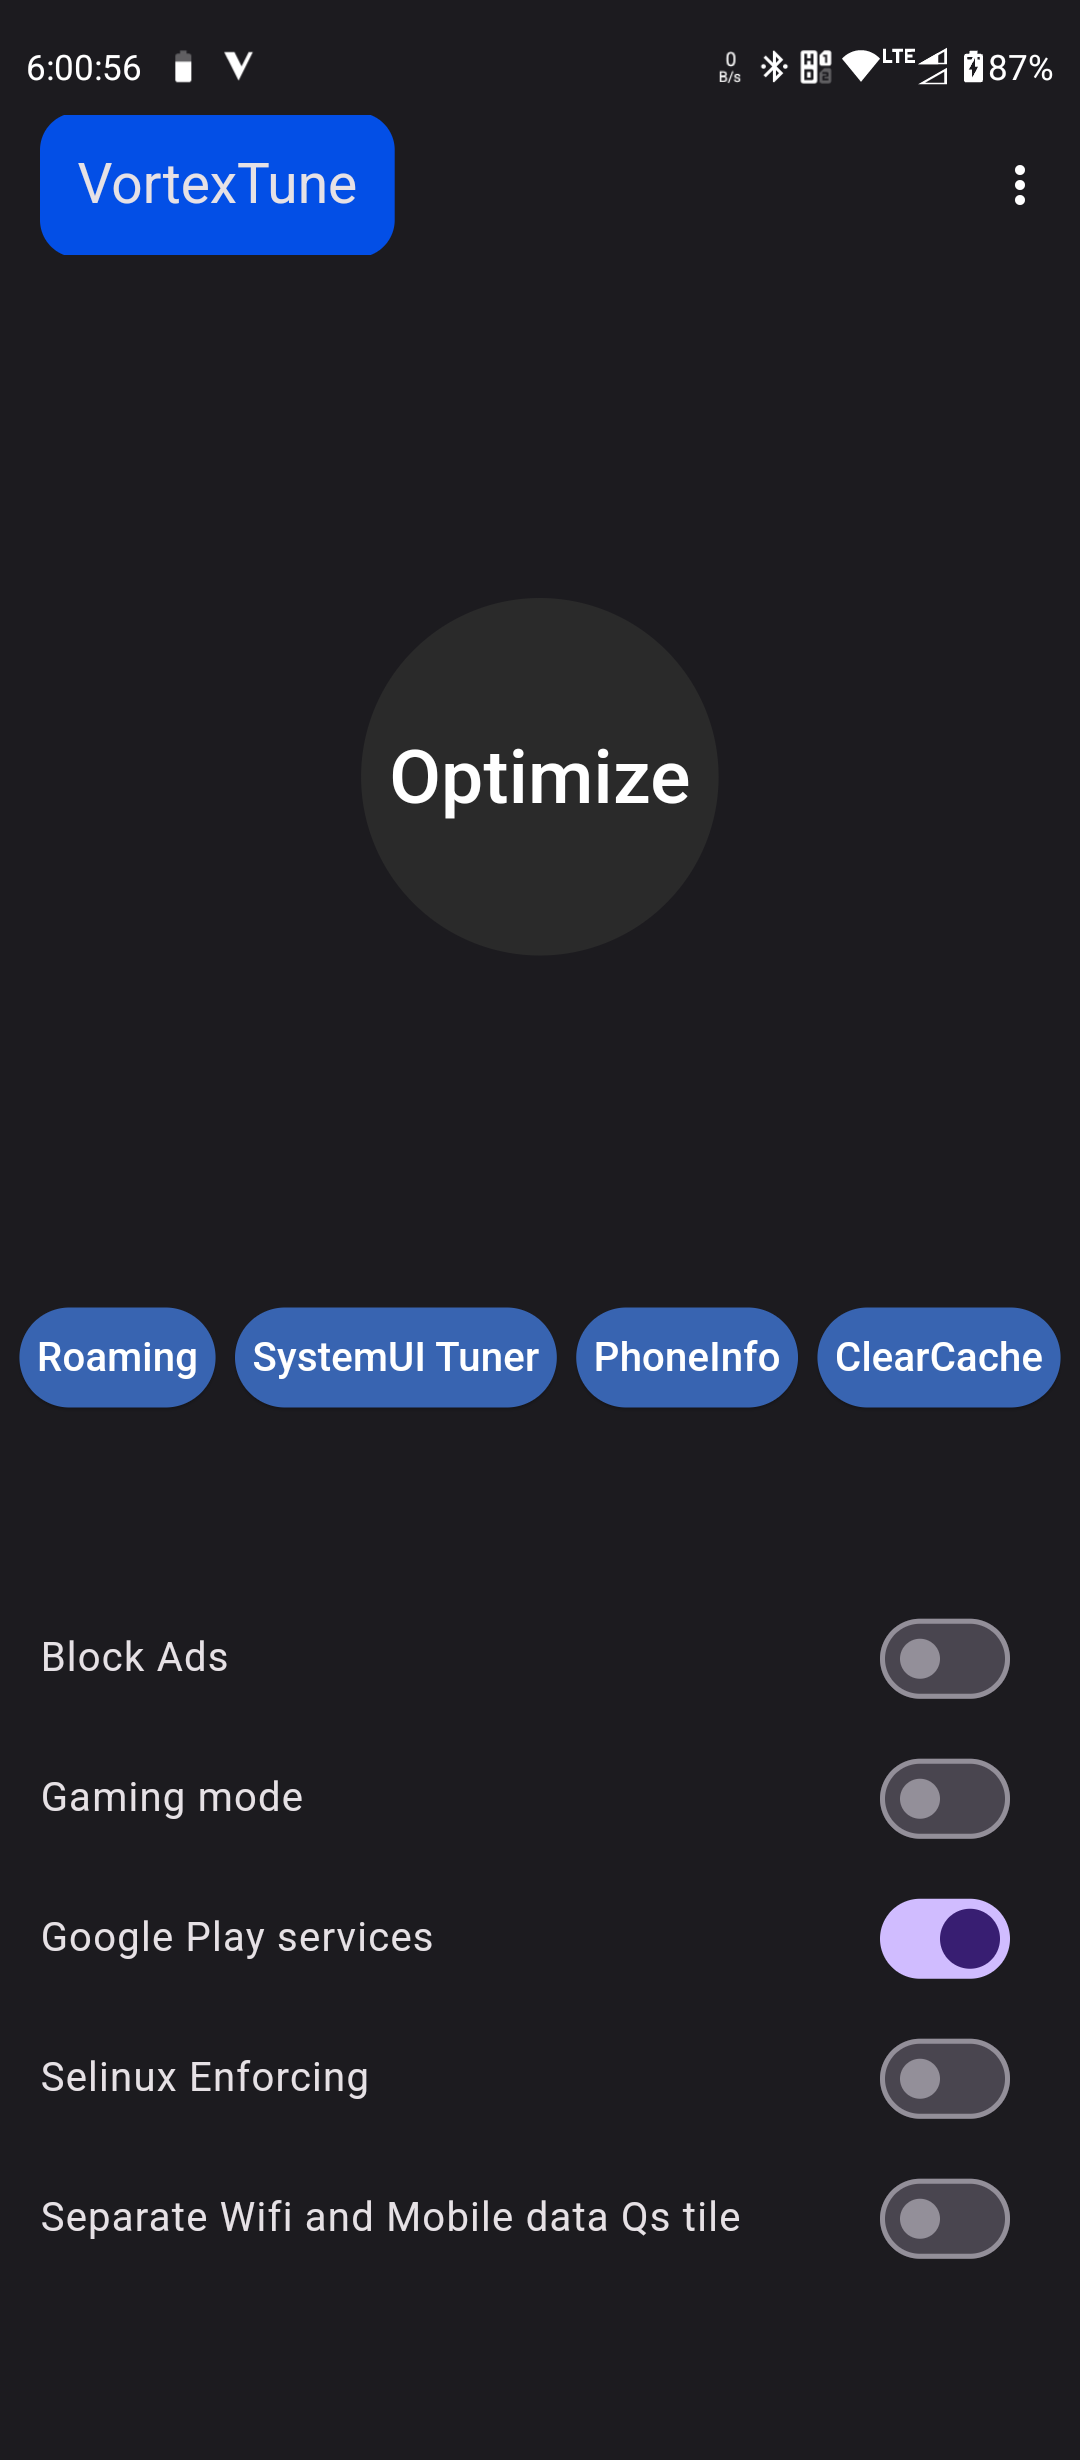 6:00:56 0 B/s LTE 87%
VortexTune
Optimize
Roaming SystemUI Tuner PhoneInfo ClearCache
Block Ads
Gaming mode
Google Play services
Selinux Enforcing
Separate Wifi and Mobile data Qs tile